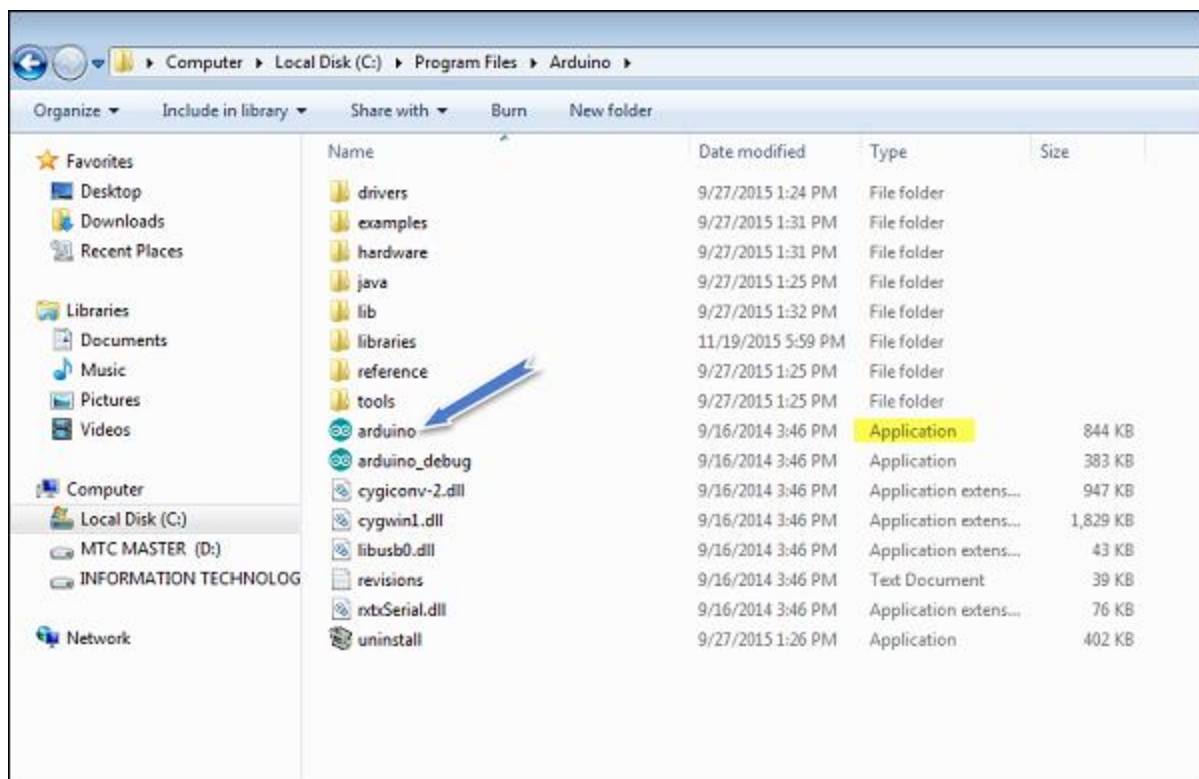 Computer Local Disk (C:) Program Files Arduino
Organize Include in library Share with Burn New folder
Favorites
Desktop
Downloads
Recent Places
Libraries
Documents
Music
Pictures
Videos
Computer
Local Disk (C:)
MTC MASTER (D:)
INFORMATION TECHNOLOG
Network
Name Date modified Type Size
drivers 9/27/2015 1:24 PM File folder
examples 9/27/2015 1:31 PM File folder
hardware 9/27/2015 1:31 PM File folder
java 9/27/2015 1:25 PM File folder
lib 9/27/2015 1:32 PM File folder
libraries 11/19/2015 5:59 PM File folder
reference 9/27/2015 1:25 PM File folder
tools 9/27/2015 1:25 PM File folder
arduino 9/16/2014 3:46 PM Application 844 KB
arduino_debug 9/16/2014 3:46 PM Application 383 KB
cygiconv-2.dll 9/16/2014 3:46 PM Application extens... 947 KB
cygwin1.dll 9/16/2014 3:46 PM Application extens... 1,829 KB
libusb0.dll 9/16/2014 3:46 PM Application extens... 43 KB
revisions 9/16/2014 3:46 PM Text Document 39 KB
rxtxSerial.dll 9/16/2014 3:46 PM Application extens... 76 KB
uninstall 9/27/2015 1:26 PM Application 402 KB